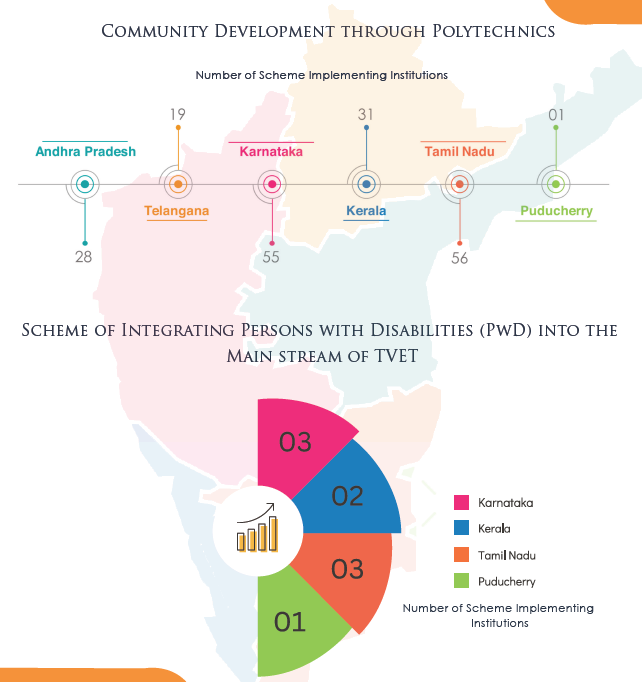 Community Development through Polytechnics
Number of Scheme Implementing Institutions
19
31
01
Andhra Pradesh
Karnataka
Tamil Nadu
Telangana
Kerala
Puducherry
28
55
56
Scheme of Integrating Persons with Disabilities (PwD) into the
Main stream of TVET
03
02
03
01
Karnataka
Kerala
Tamil Nadu
Puducherry
Number of Scheme Implementing
Institutions